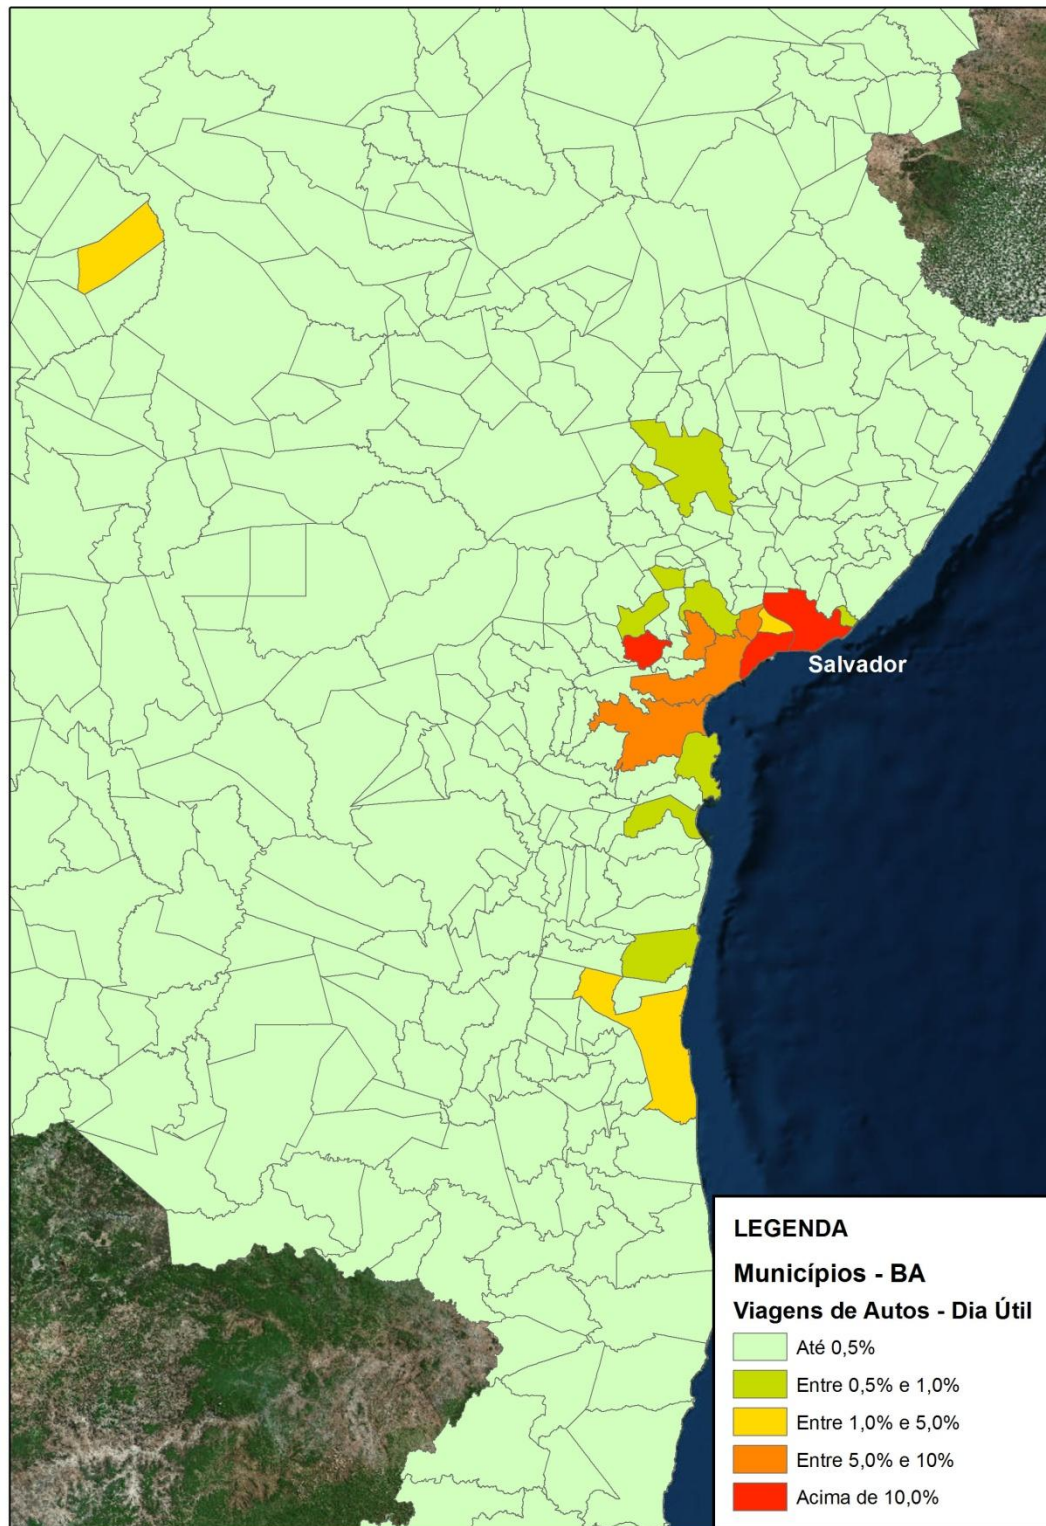 Salvador
LEGENDA
Municípios - BA
Viagens de Autos - Dia Útil
Até 0,5%
Entre 0,5% e 1,0%
Entre 1,0% e 5,0%
Entre 5,0% e 10%
Acima de 10,0%